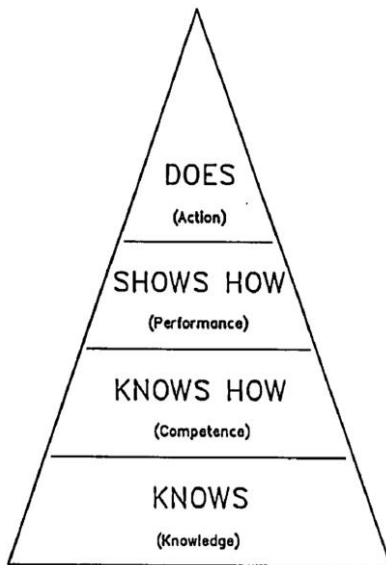 DOES
(Action)
SHOWS HOW
(Performance)
KNOWS HOW
(Competence)
KNOWS
(Knowledge)